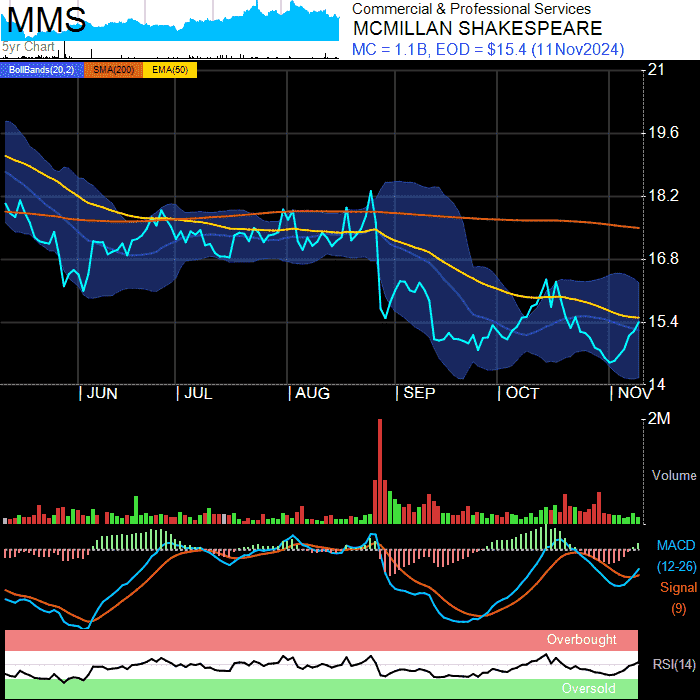 MMS
5yr Chart
Commercial & Professional Services
MCMILLAN SHAKESPEARE
MC = 1.1B, EOD = $15.4 (11Nov2024)
BollBands(20,2) SMA(200) EMA(50)
21
19.6
18.2
16.8
15.4
14
JUN JUL AUG SEP OCT NOV
2M
Volume
MACD
(12-26)
Signal
(9)
Overbought
RSI(14)
Oversold